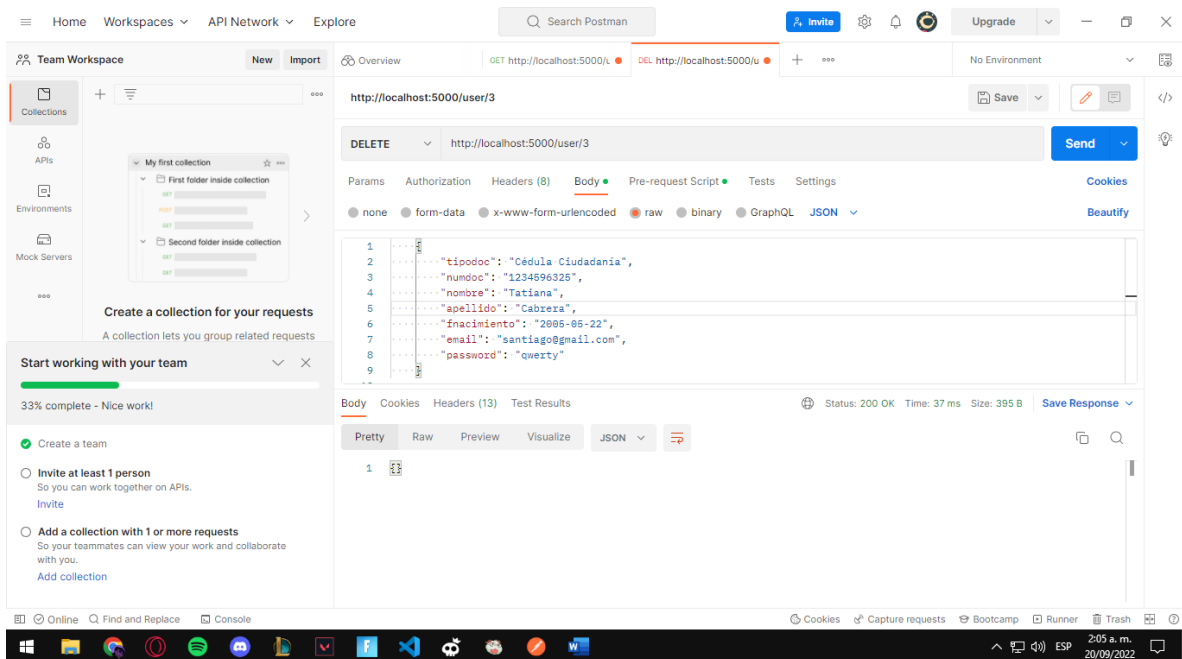 Home Workspaces API Network Explore Search Postman Invite Upgrade
Team Workspace New Import Overview GET http://localhost:5000/u DEL http://localhost:5000/u No Environment
Collections
APIs
Environments
Mock Servers
My first collection
First folder inside collection
GET
POST
GET
Second folder inside collection
GET
GET
Create a collection for your requests
A collection lets you group related requests
Start working with your team
33% complete - Nice work!
Create a team
Invite at least 1 person
So you can work together on APIs.
Invite
Add a collection with 1 or more requests
So your teammates can view your work and collaborate
with you.
Add collection
http://localhost:5000/user/3 Save
DELETE http://localhost:5000/user/3 Send
Params Authorization Headers (8) Body Pre-request Script Tests Settings Cookies
none form-data x-www-form-urlencoded raw binary GraphQL JSON Beautify
1 {
2 "tipodoc": "Cédula Ciudadania",
3 "numdoc": "1234596325",
4 "nombre": "Tatiana",
5 "apellido": "Cabrera",
6 "fnacimiento": "2005-05-22",
7 "email": "santiago@gmail.com",
8 "password": "qwerty"
9 }
Body Cookies Headers (13) Test Results Status: 200 OK Time: 37 ms Size: 395 B Save Response
Pretty Raw Preview Visualize JSON
1 {}
Online Find and Replace Console Cookies Capture requests Bootcamp Runner Trash
ESP 2:05 a. m.
20/09/2022